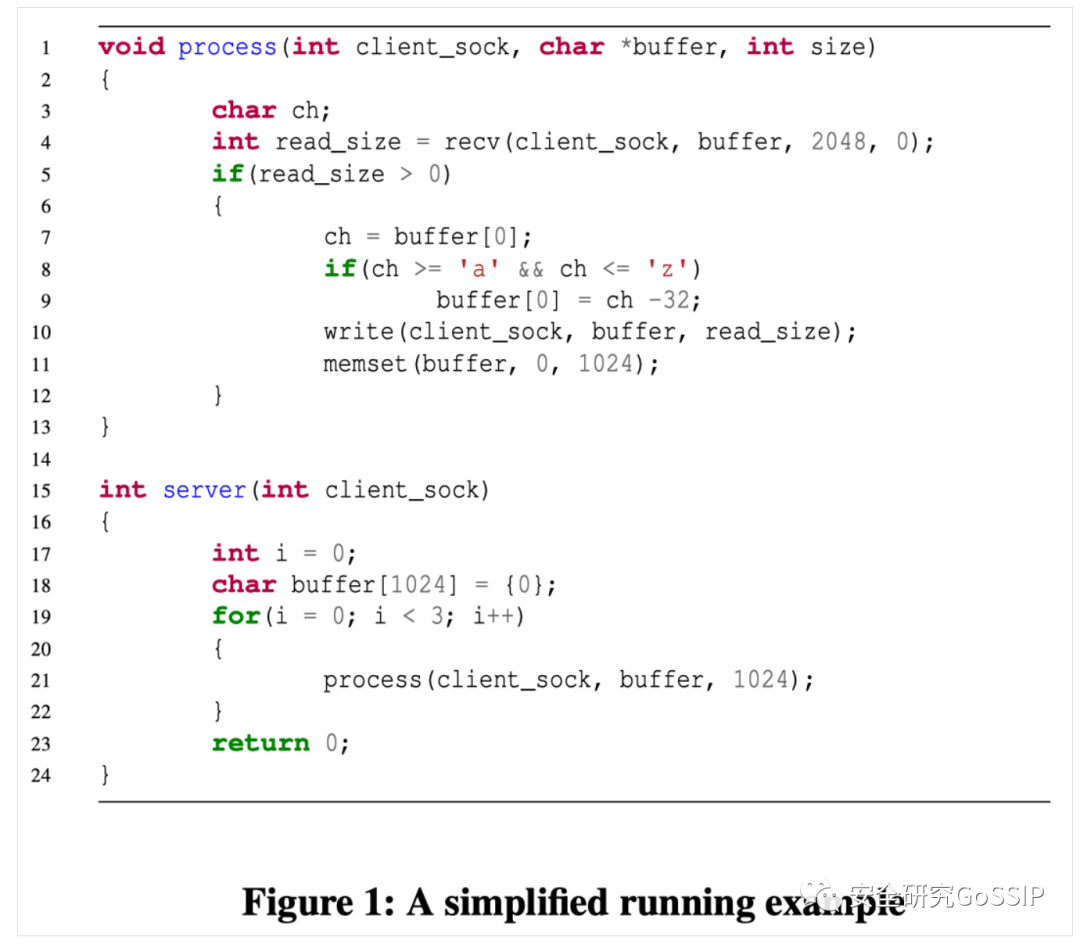 1 void process(int client_sock, char *buffer, int size)
2 {
3 char ch;
4 int read_size = recv(client_sock, buffer, 2048, 0);
5 if(read_size > 0)
6 {
7 ch = buffer[0];
8 if(ch >= 'a' && ch <= 'z')
9 buffer[0] = ch -32;
10 write(client_sock, buffer, read_size);
11 memset(buffer, 0, 1024);
12 }
13 }
14
15 int server(int client_sock)
16 {
17 int i = 0;
18 char buffer[1024] = {0};
19 for(i = 0; i < 3; i++)
20 {
21 process(client_sock, buffer, 1024);
22 }
23 return 0;
24 }
Figure 1: A simplified running example
安全研究GoSSIP